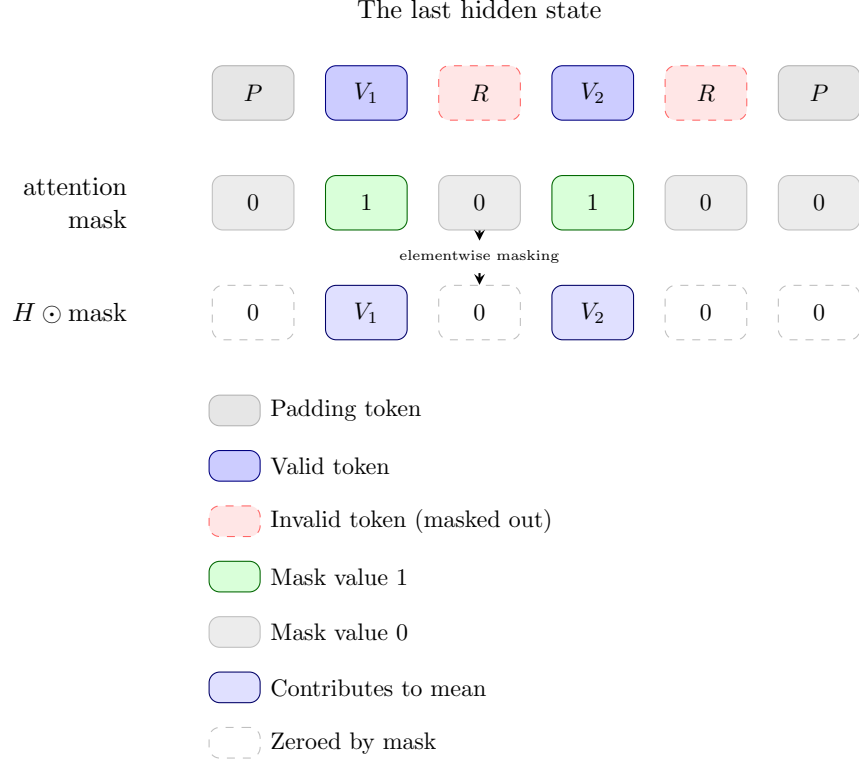 The last hidden state
P V₁ R V₂ R P
attention
mask
0 1 0 1 0 0
elementwise masking
H ⊙ mask
0 V₁ 0 V₂ 0 0
Padding token
Valid token
Invalid token (masked out)
Mask value 1
Mask value 0
Contributes to mean
Zeroed by mask